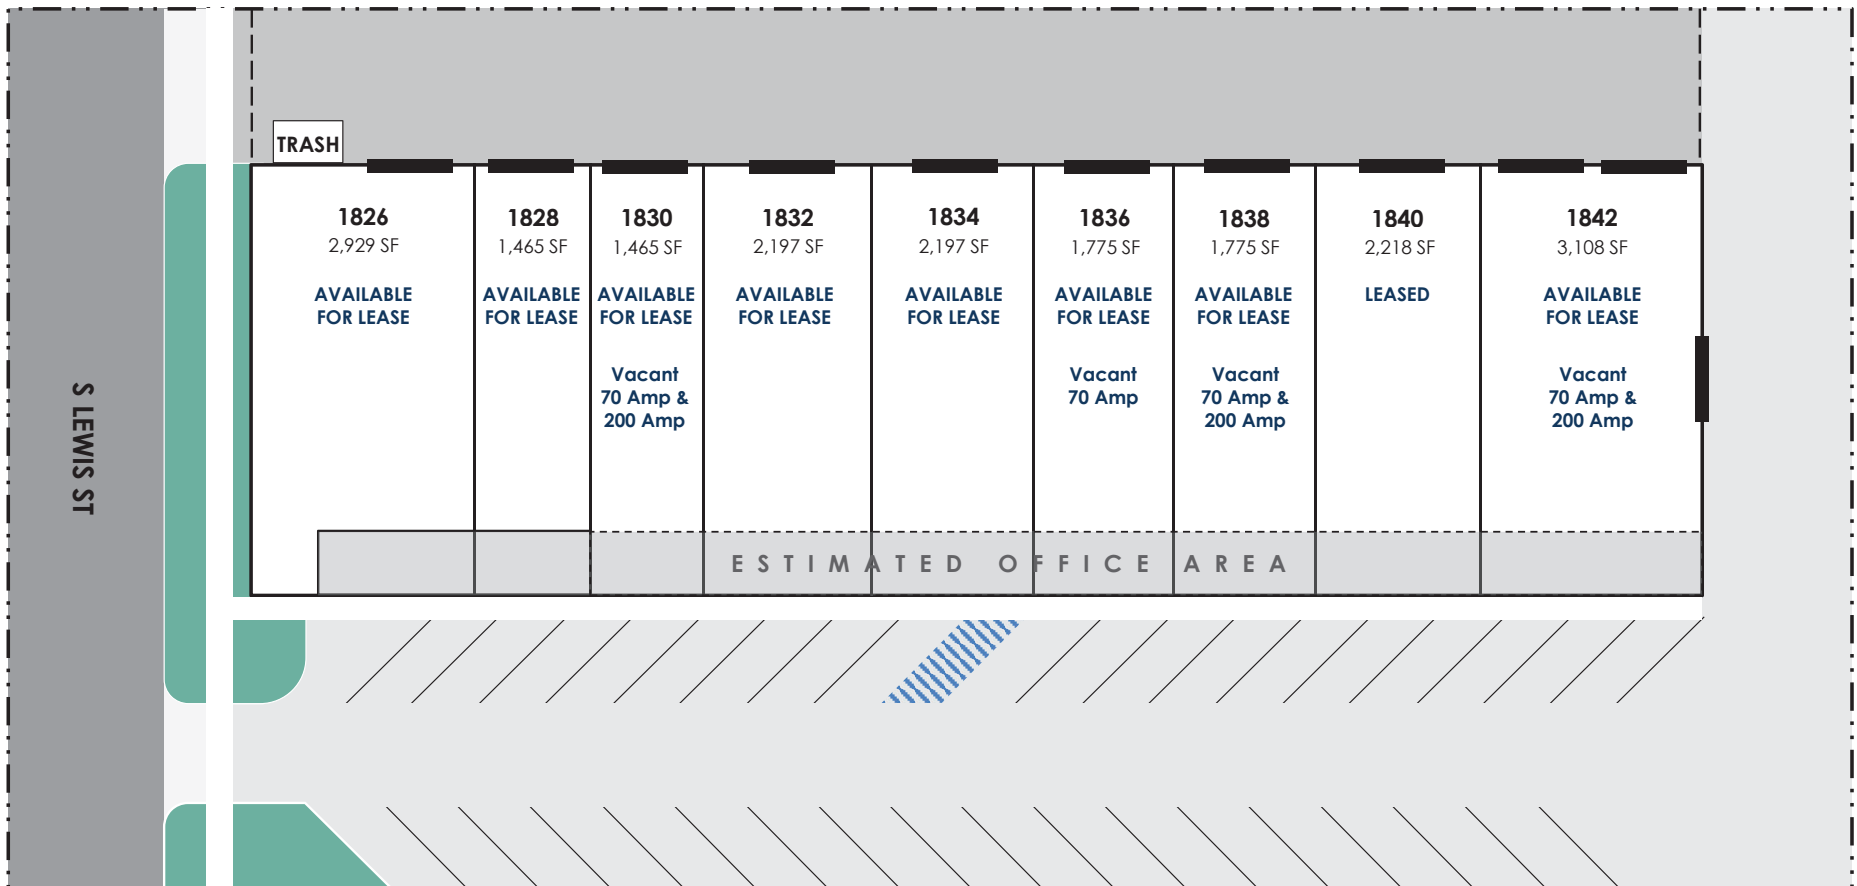 TRASH
1826
2,929 SF
AVAILABLE
FOR LEASE
1828
1,465 SF
AVAILABLE
FOR LEASE
1830
1,465 SF
AVAILABLE
FOR LEASE
Vacant
70 Amp &
200 Amp
1832
2,197 SF
AVAILABLE
FOR LEASE
1834
2,197 SF
AVAILABLE
FOR LEASE
1836
1,775 SF
AVAILABLE
FOR LEASE
Vacant
70 Amp
1838
1,775 SF
AVAILABLE
FOR LEASE
Vacant
70 Amp &
200 Amp
1840
2,218 SF
LEASED
1842
3,108 SF
AVAILABLE
FOR LEASE
Vacant
70 Amp &
200 Amp
S LEWIS ST
ESTIMATED OFFICE AREA